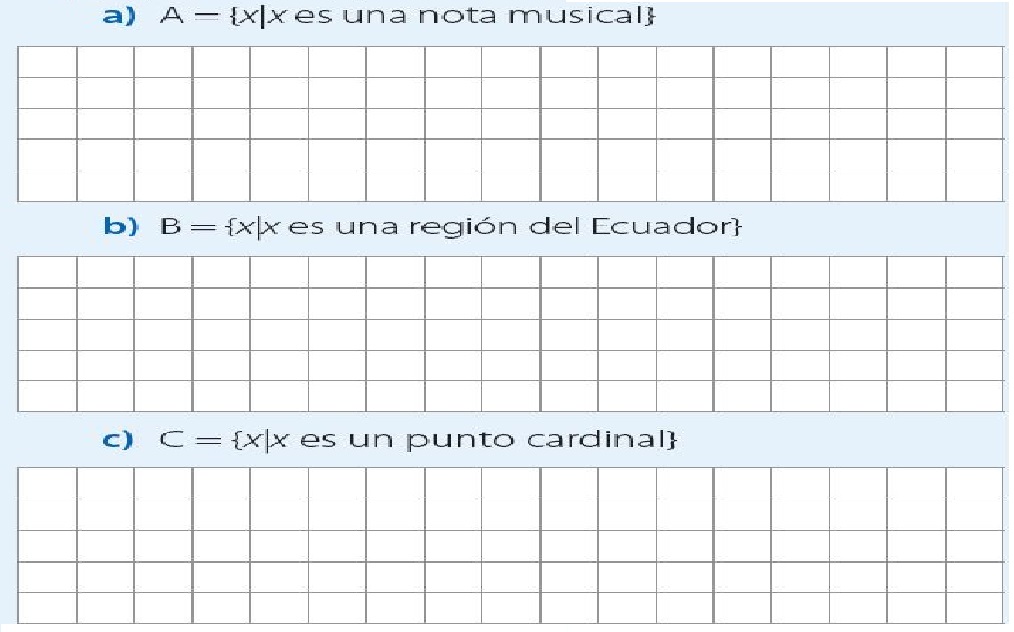 a) A = {x|x es una nota musical}
b) B = {x|x es una región del Ecuador}
c) C = {x|x es un punto cardinal}